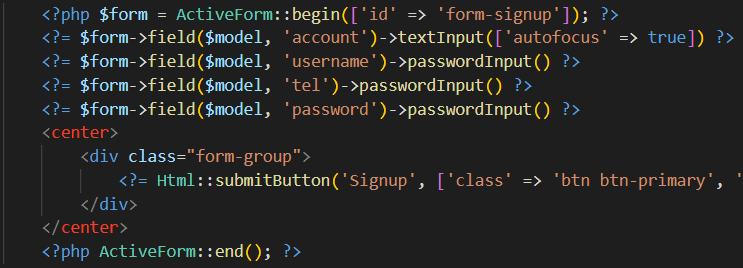 <?php $form = ActiveForm::begin(['id' => 'form-signup']); ?>
<?= $form->field($model, 'account')->textInput(['autofocus' => true]) ?>
<?= $form->field($model, 'username')->passwordInput() ?>
<?= $form->field($model, 'tel')->passwordInput() ?>
<?= $form->field($model, 'password')->passwordInput() ?>
<center>
<div class="form-group">
<?= Html::submitButton('Signup', ['class' => 'btn btn-primary', '
</div>
</center>
<?php ActiveForm::end(); ?>